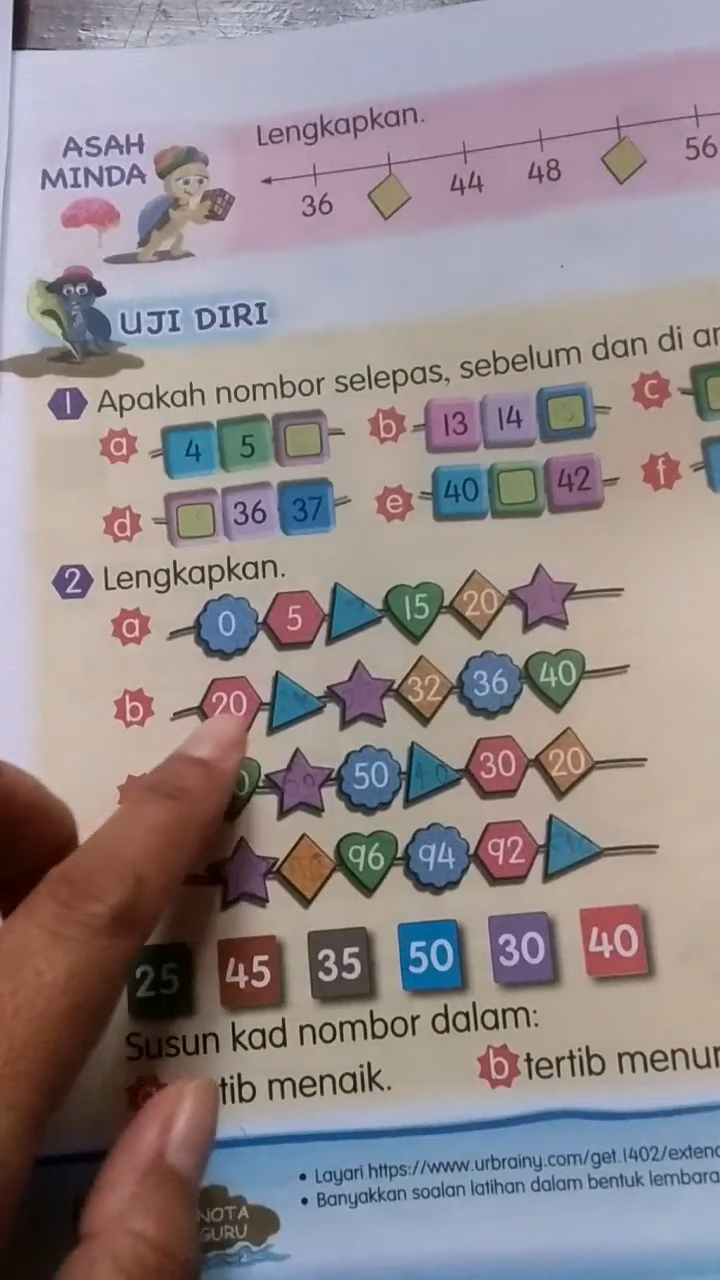 ASAH
MINDA
Lengkapkan.
36 44 48 56
UJI DIRI
1 Apakah nombor selepas, sebelum dan di
a 4 5
b 13 14
c
d 36 37
e 40 42
f
2 Lengkapkan.
a 0 5 15 20
b 20 32 36 40
50 30 20
96 94 92
25 45 35 50 30 40
Susun kad nombor dalam:
menaik.
b tertib
• Layari https://www.urbrainy.com/get.1402/
• Banyakkan soalan latihan dalam bentuk
NOTA
GURU